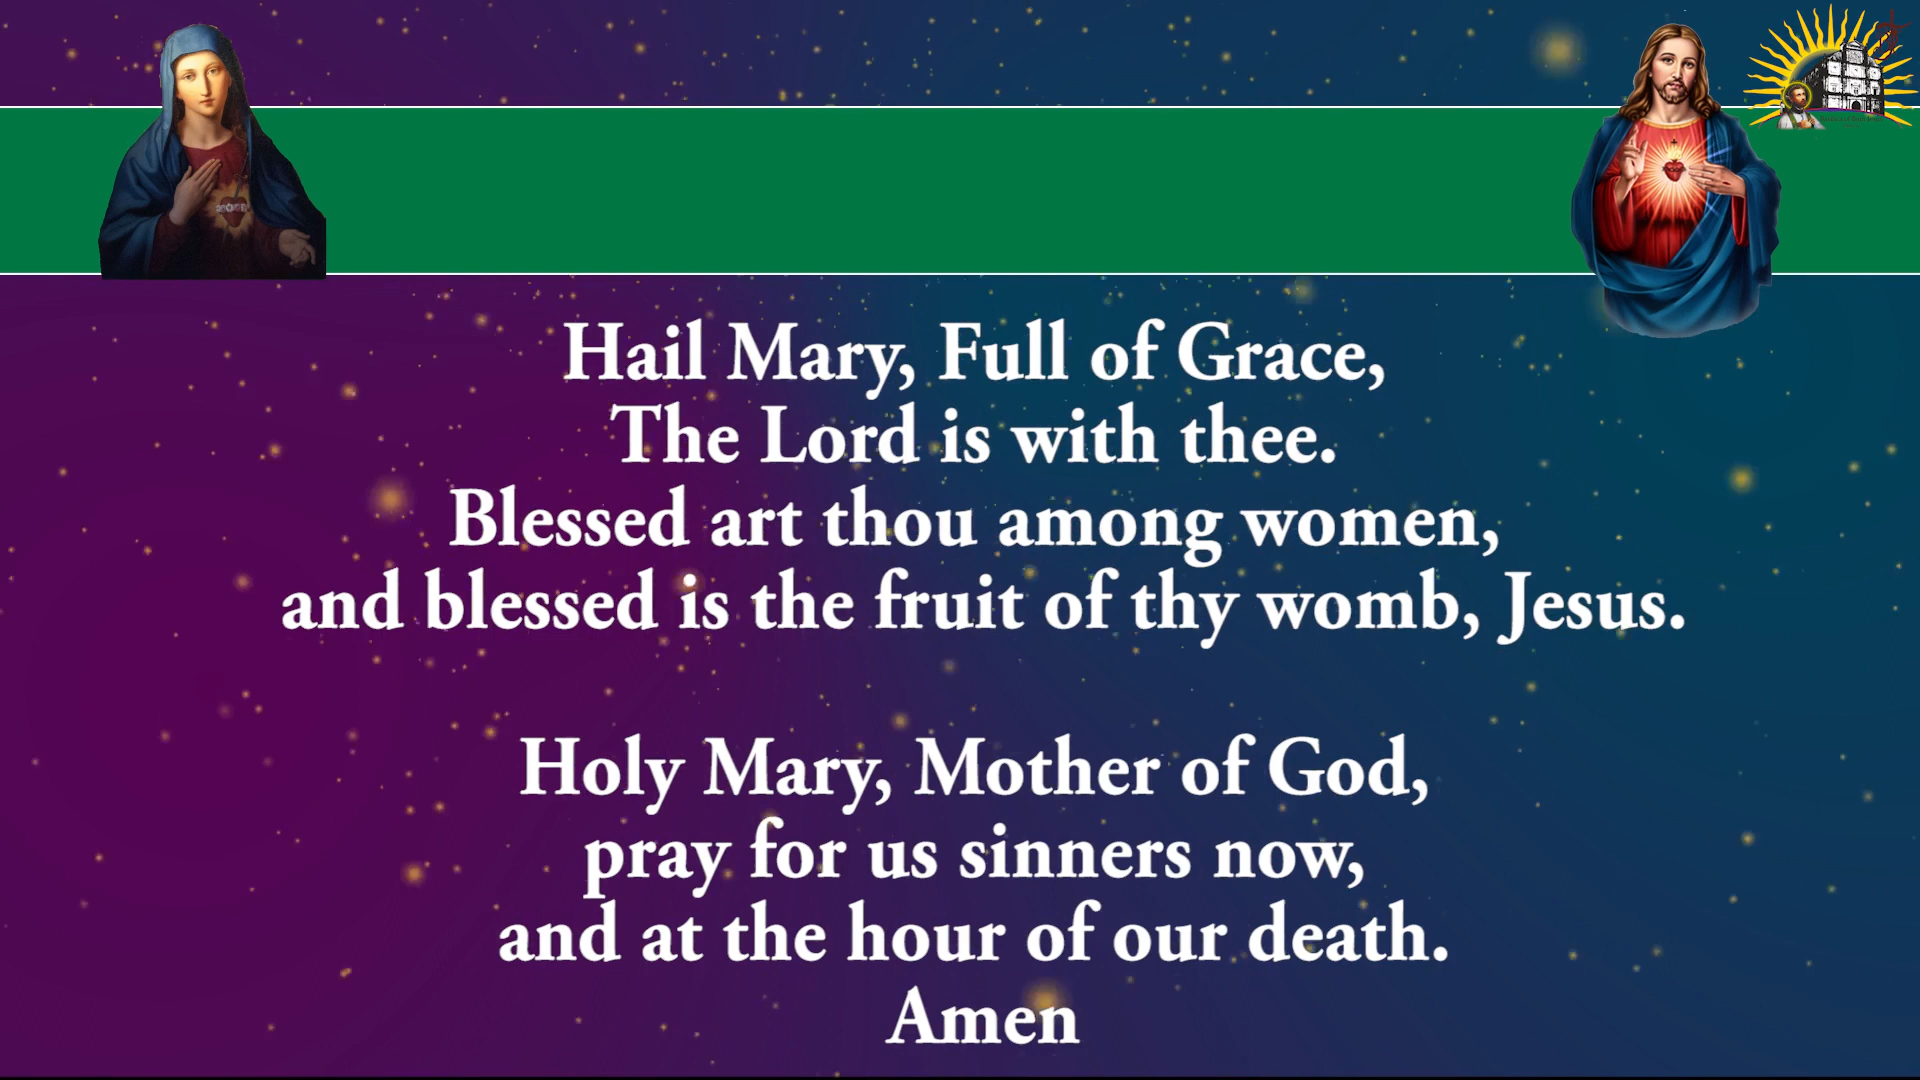 Hail Mary, Full of Grace,
The Lord is with thee.
Blessed art thou among women,
and blessed is the fruit of thy womb, Jesus.
Holy Mary, Mother of God,
pray for us sinners now,
and at the hour of our death.
Amen